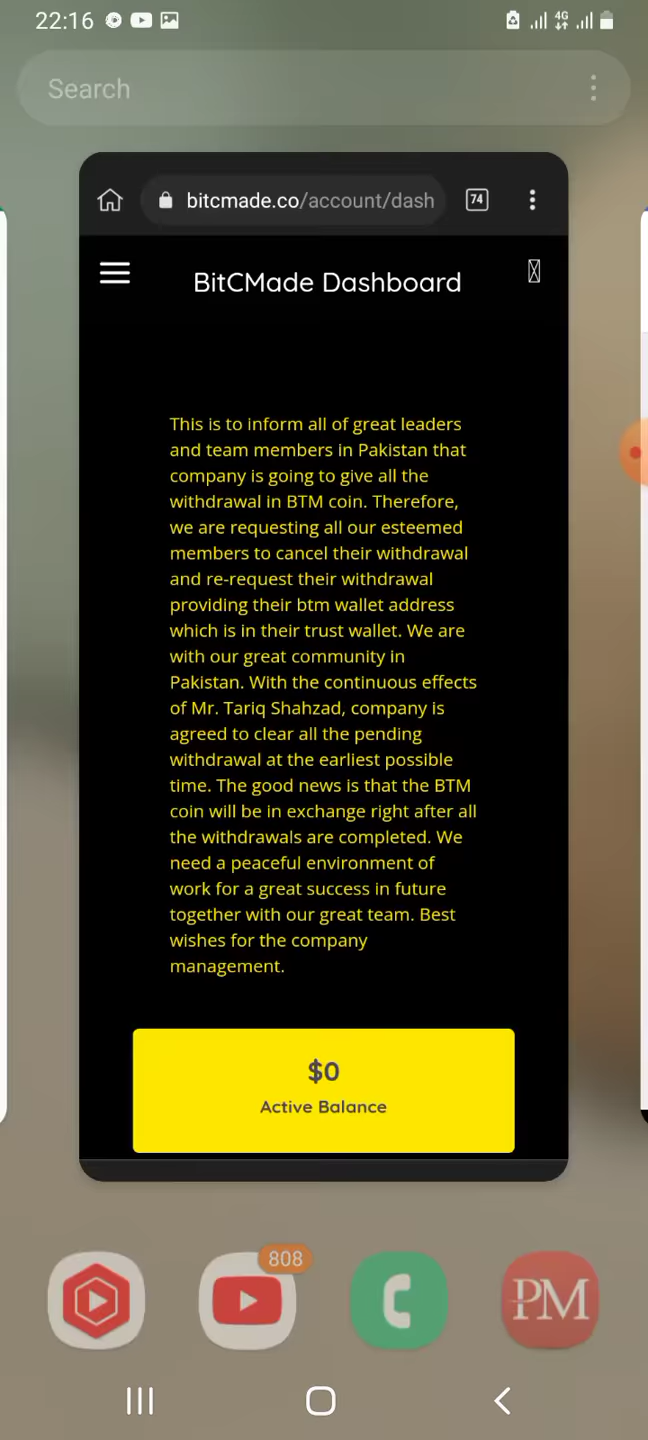 22:16
4G
Search
bitcmade.co/account/dash
74
BitCMade Dashboard
This is to inform all of great leaders
and team members in Pakistan that
company is going to give all the
withdrawal in BTM coin. Therefore,
we are requesting all our esteemed
members to cancel their withdrawal
and re-request their withdrawal
providing their btm wallet address
which is in their trust wallet. We are
with our great community in
Pakistan. With the continuous effects
of Mr. Tariq Shahzad, company is
agreed to clear all the pending
withdrawal at the earliest possible
time. The good news is that the BTM
coin will be in exchange right after all
the withdrawals are completed. We
need a peaceful environment of
work for a great success in future
together with our great team. Best
wishes for the company
management.
$0
Active Balance
808
PM